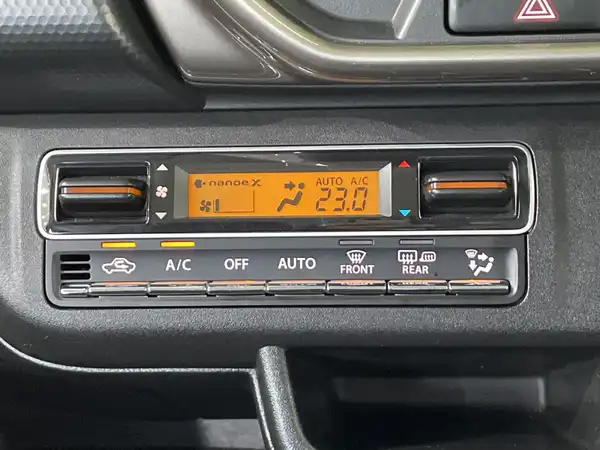 nanoe X
AUTO A/C
23.0
A/C
OFF
AUTO
FRONT
REAR